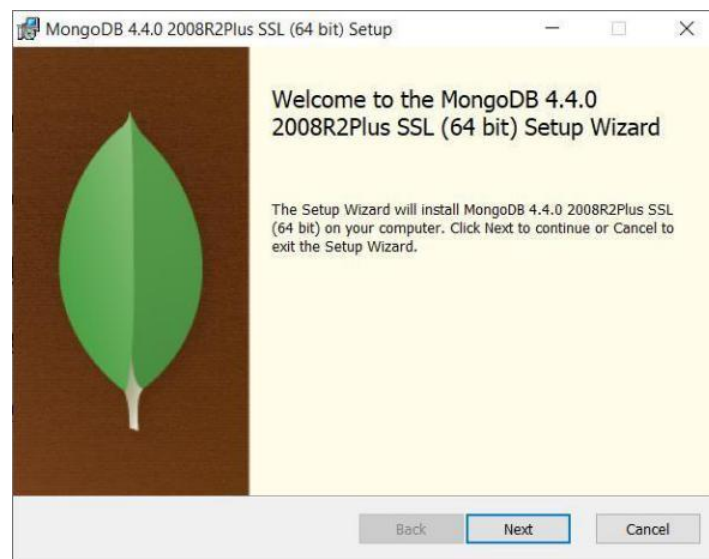 MongoDB 4.4.0 2008R2Plus SSL (64 bit) Setup
Welcome to the MongoDB 4.4.0
2008R2Plus SSL (64 bit) Setup Wizard
The Setup Wizard will install MongoDB 4.4.0 2008R2Plus SSL
(64 bit) on your computer. Click Next to continue or Cancel to
exit the Setup Wizard.
Back Next Cancel